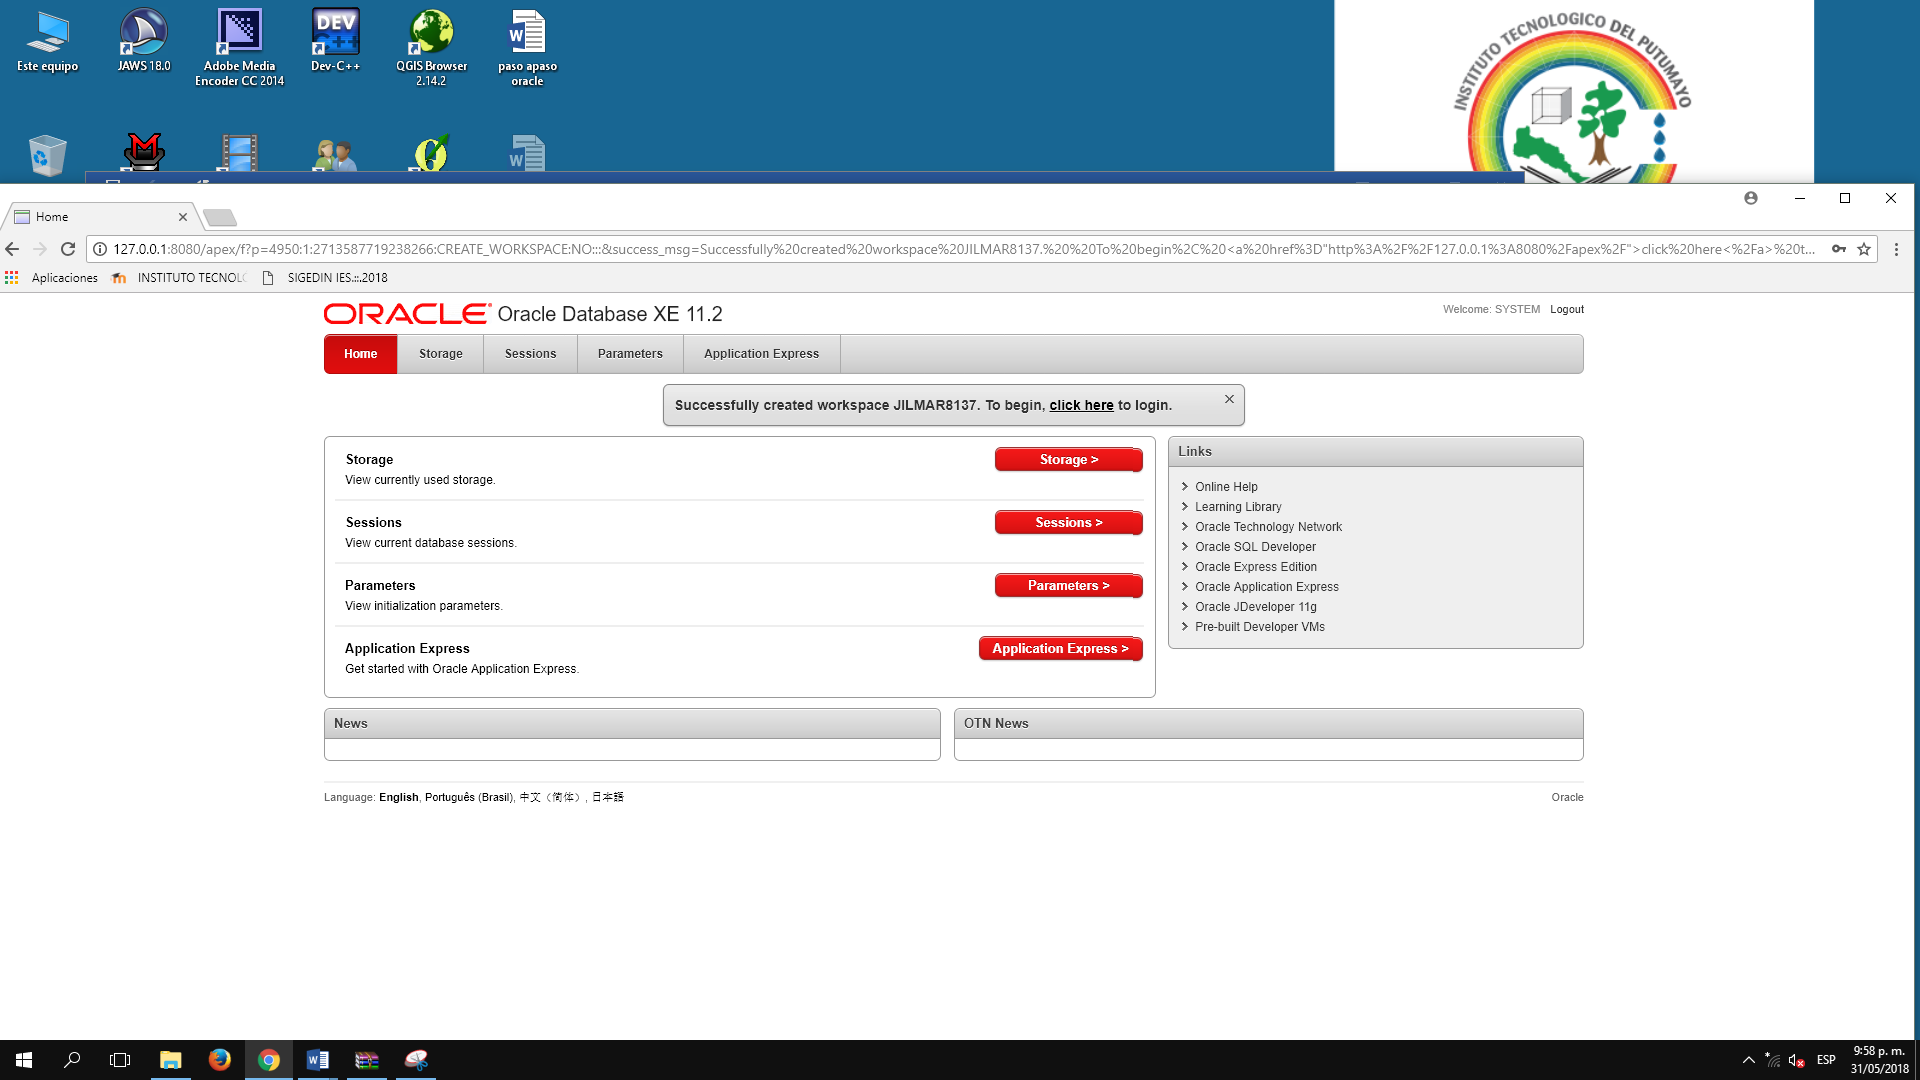 Este equipo
JAWS 18.0
Adobe Media
Encoder CC 2014
Dev-C++
QGIS Browser
2.14.2
paso apaso
oracle
DEV
C++
INSTITUTO TECNOLOGICO DEL PUTUMAYO
Home
127.0.0.1:8080/apex/f?p=4950:1:2713587719238266:CREATE_WORKSPACE:NO:::&success_msg=Successfully%20created%20workspace%20JILMAR8137.%20%20To%20begin%2C%20<a%20href%3D"http%3A%2F%2F127.0.0.1%3A8080%2Fapex%2F">click%20here<%2Fa>%20t...
Aplicaciones
INSTITUTO TECNOL
SIGEDIN IES.::.2018
ORACLE Oracle Database XE 11.2
Welcome: SYSTEM Logout
Home Storage Sessions Parameters Application Express
Successfully created workspace JILMAR8137. To begin, click here to login.
Storage
View currently used storage.
Storage >
Sessions
View current database sessions.
Sessions >
Parameters
View initialization parameters.
Parameters >
Application Express
Get started with Oracle Application Express.
Application Express >
Links
Online Help
Learning Library
Oracle Technology Network
Oracle SQL Developer
Oracle Express Edition
Oracle Application Express
Oracle JDeveloper 11g
Pre-built Developer VMs
News
OTN News
Language: English, Português (Brasil), 中文（简体）, 日本語
Oracle
ESP
9:58 p. m.
31/05/2018